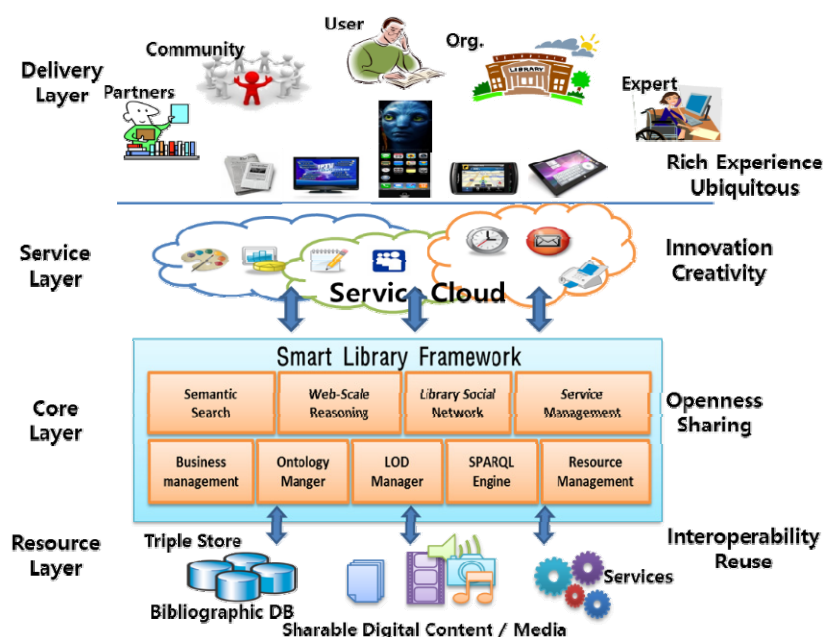 User
Community
Org.
Delivery
Layer
Partners
LIBRARY
Expert
Rich Experience
Ubiquitous
Service
Layer
Innovation
Creativity
Service Cloud
Smart Library Framework
Semantic
Search
Web-Scale
Reasoning
Library Social
Network
Service
Management
Core
Layer
Openness
Sharing
Business
management
Ontology
Manger
LOD
Manager
SPARQL
Engine
Resource
Management
Resource
Layer
Triple Store
Bibliographic DB
Services
Interoperability
Reuse
Sharable Digital Content / Media